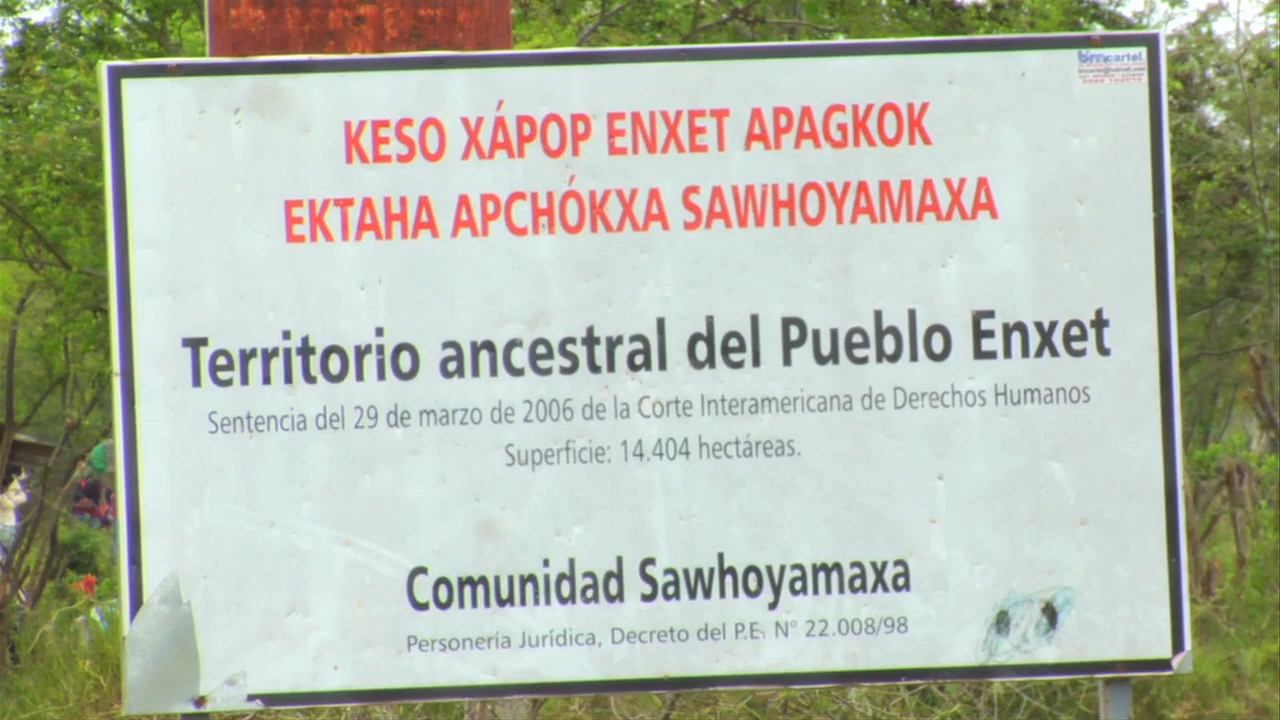 bmcartel
KESO XÁPOP ENXET APAGKOK
EKTAHA APCHÓKXA SAWHOYAMAXA
Territorio ancestral del Pueblo Enxet
Sentencia del 29 de marzo de 2006 de la Corte Interamericana de Derechos Humanos
Superficie: 14.404 hectáreas.
Comunidad Sawhoyamaxa
Personería Jurídica, Decreto del P.E. N° 22.008/98